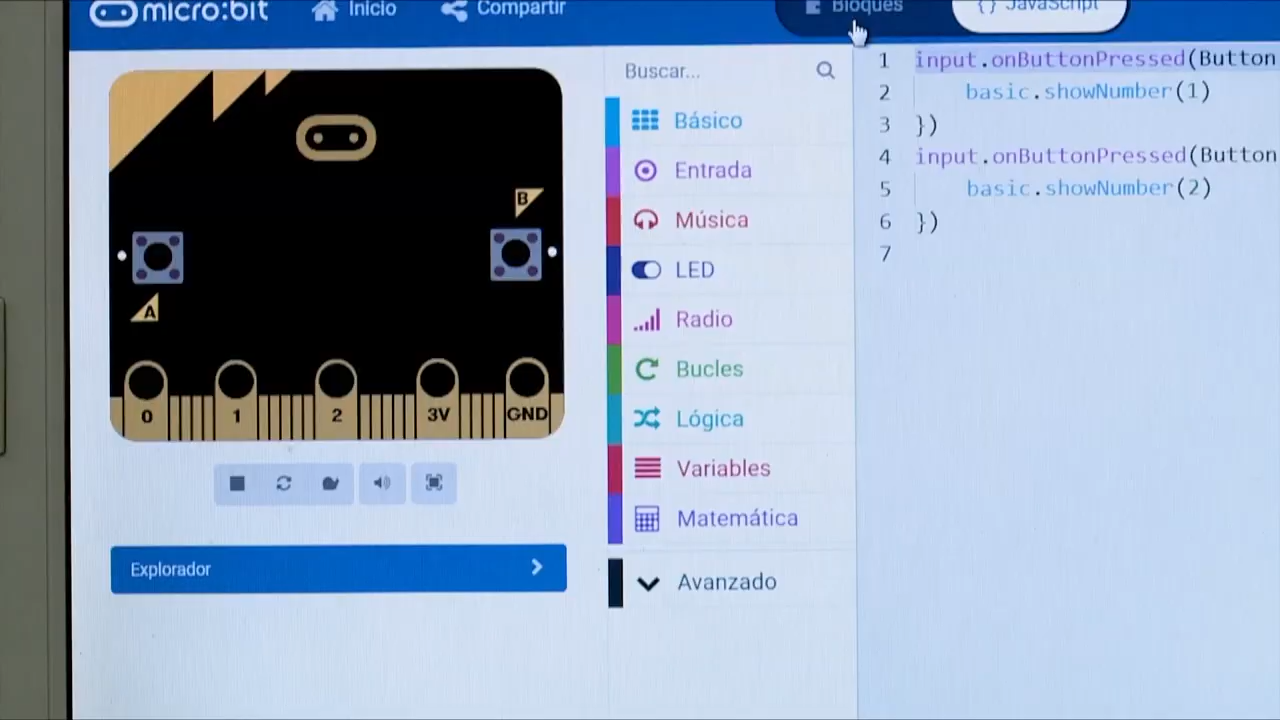 micro:bit Inicio Compartir Bloques {} JavaScript
Buscar...
Básico
Entrada
Música
LED
Radio
Bucles
Lógica
Variables
Matemática
Avanzado
B
A
0 1 2 3V GND
Explorador
1 input.onButtonPressed(Button
2 basic.showNumber(1)
3 })
4 input.onButtonPressed(Button
5 basic.showNumber(2)
6 })
7